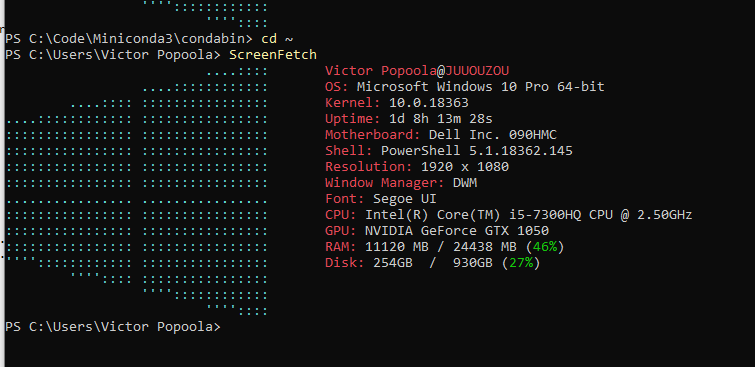 PS C:\Code\Miniconda3\condabin> cd ~
PS C:\Users\Victor Popoola> ScreenFetch
Victor Popoola@JUUOUZOU
OS: Microsoft Windows 10 Pro 64-bit
Kernel: 10.0.18363
Uptime: 1d 8h 13m 28s
Motherboard: Dell Inc. 090HMC
Shell: PowerShell 5.1.18362.145
Resolution: 1920 x 1080
Window Manager: DWM
Font: Segoe UI
CPU: Intel(R) Core(TM) i5-7300HQ CPU @ 2.50GHz
GPU: NVIDIA GeForce GTX 1050
RAM: 11120 MB / 24438 MB (46%)
Disk: 254GB  /  930GB (27%)
PS C:\Users\Victor Popoola>